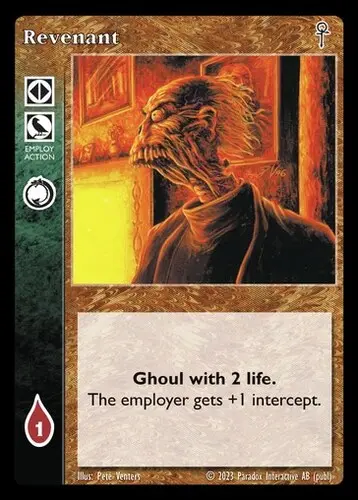 Revenant
EMPLOY
ACTION
Ghoul with 2 life.
The employer gets +1 intercept.
1
Illus: Pete Venters
© 2023 Paradox Interactive AB (publ)